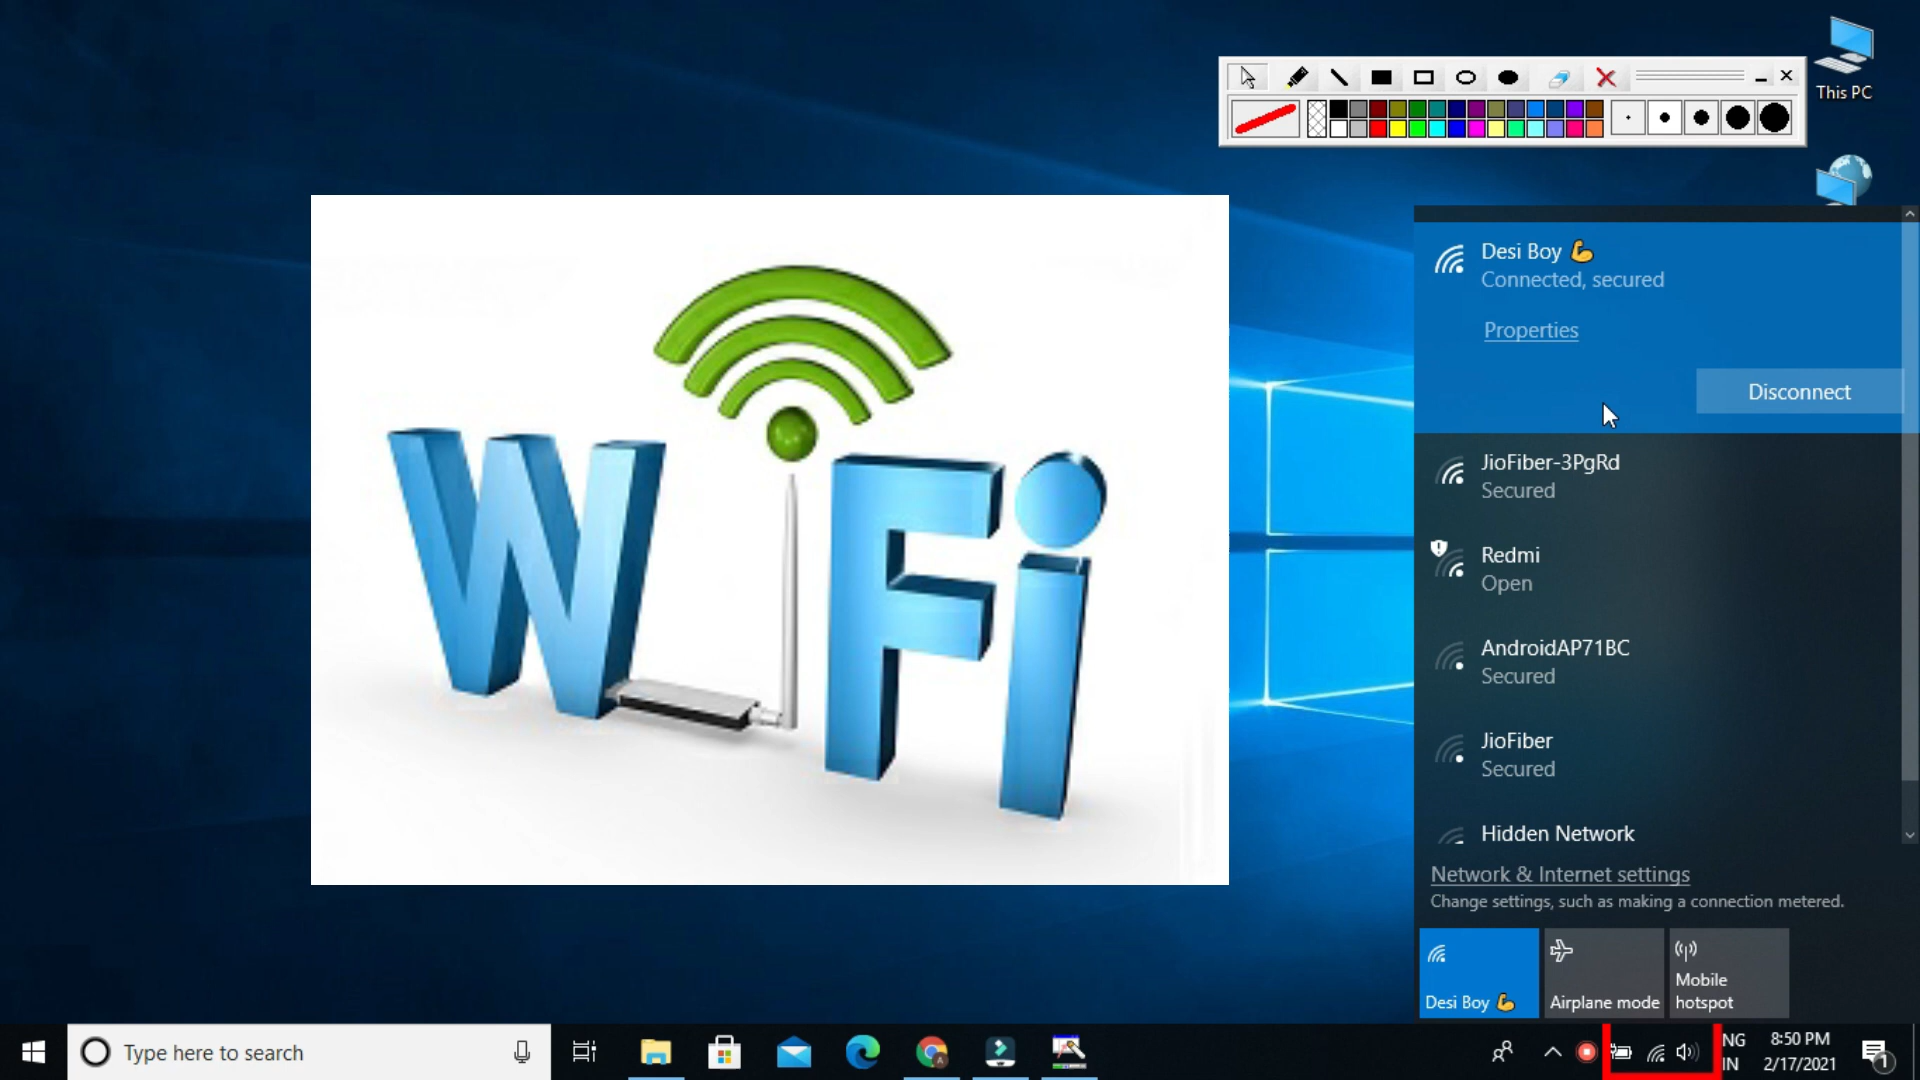 This PC
WiFi
Desi Boy 💪
Connected, secured
Properties
Disconnect
JioFiber-3PgRd
Secured
Redmi
Open
AndroidAP71BC
Secured
JioFiber
Secured
Hidden Network
Network & Internet settings
Change settings, such as making a connection metered.
Desi Boy 💪
Airplane mode
Mobile
hotspot
Type here to search
NG
IN
8:50 PM
2/17/2021
1